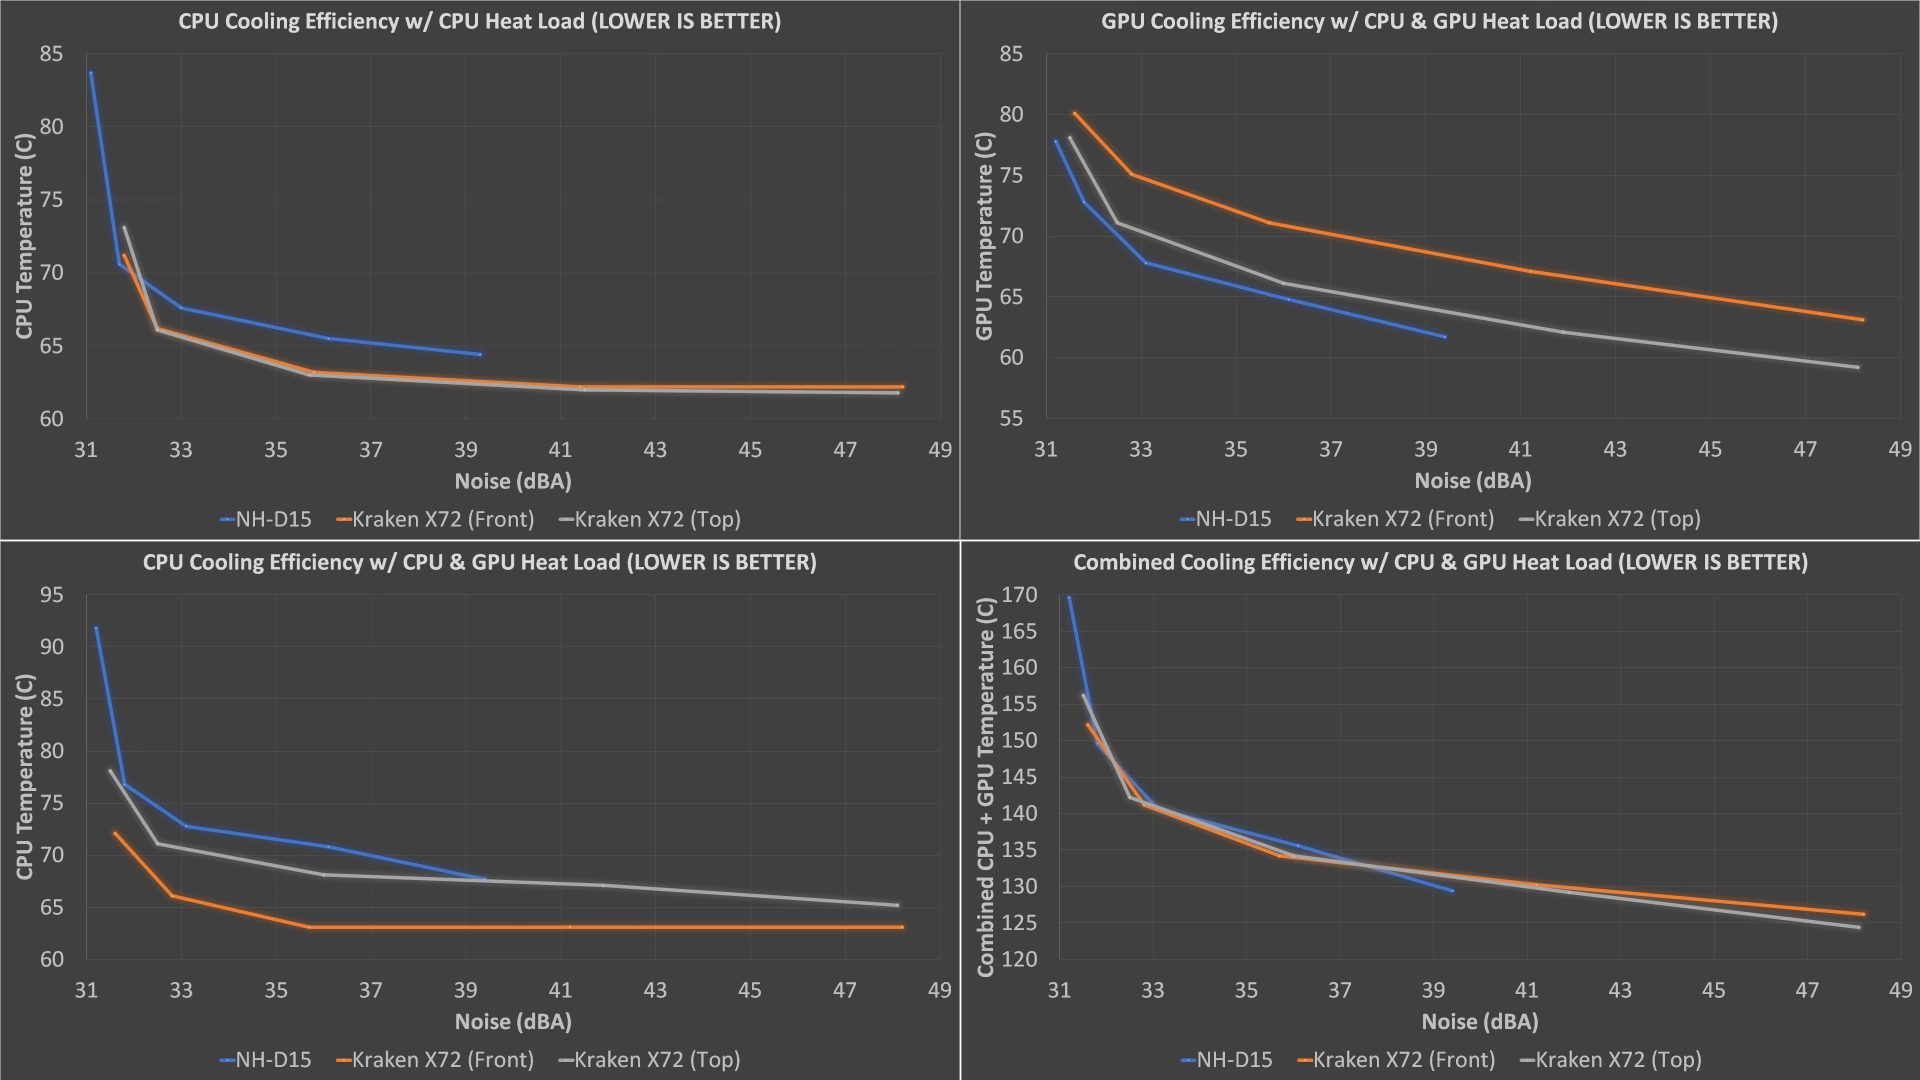 CPU Cooling Efficiency w/ CPU Heat Load (LOWER IS BETTER)
85
80
75
70
65
60
CPU Temperature (C)
31 33 35 37 39 41 43 45 47 49
Noise (dBA)
NH-D15 Kraken X72 (Front) Kraken X72 (Top)
GPU Cooling Efficiency w/ CPU & GPU Heat Load (LOWER IS BETTER)
85
80
75
70
65
60
55
GPU Temperature (C)
31 33 35 37 39 41 43 45 47 49
Noise (dBA)
NH-D15 Kraken X72 (Front) Kraken X72 (Top)
CPU Cooling Efficiency w/ CPU & GPU Heat Load (LOWER IS BETTER)
95
90
85
80
75
70
65
60
CPU Temperature (C)
31 33 35 37 39 41 43 45 47 49
Noise (dBA)
NH-D15 Kraken X72 (Front) Kraken X72 (Top)
Combined Cooling Efficiency w/ CPU & GPU Heat Load (LOWER IS BETTER)
170
165
160
155
150
145
140
135
130
125
120
Combined CPU + GPU Temperature (C)
31 33 35 37 39 41 43 45 47 49
Noise (dBA)
NH-D15 Kraken X72 (Front) Kraken X72 (Top)